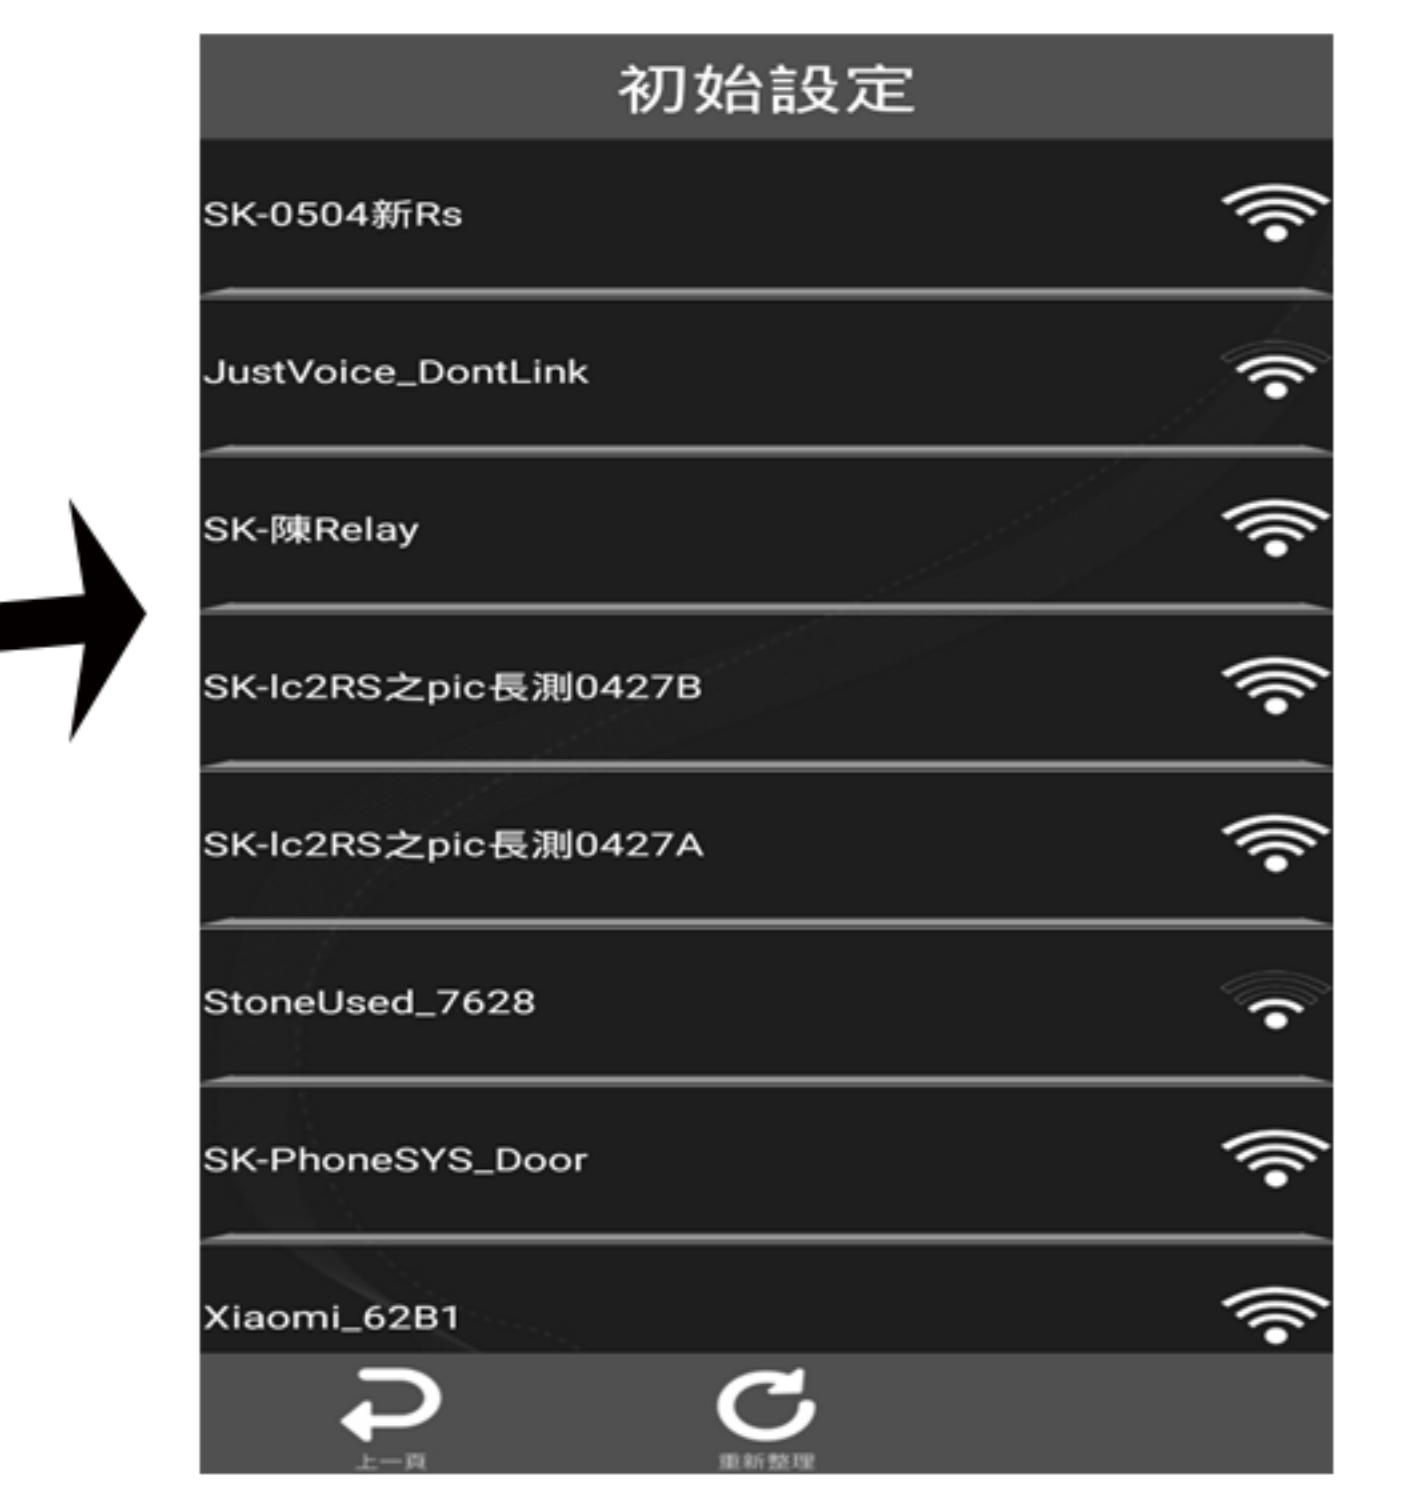 初始設定
SK-0504新Rs
JustVoice_DontLink
SK-陳Relay
SK-lc2RS之pic長測0427B
SK-lc2RS之pic長測0427A
StoneUsed_7628
SK-PhoneSYS_Door
Xiaomi_62B1
上一頁
重新整理